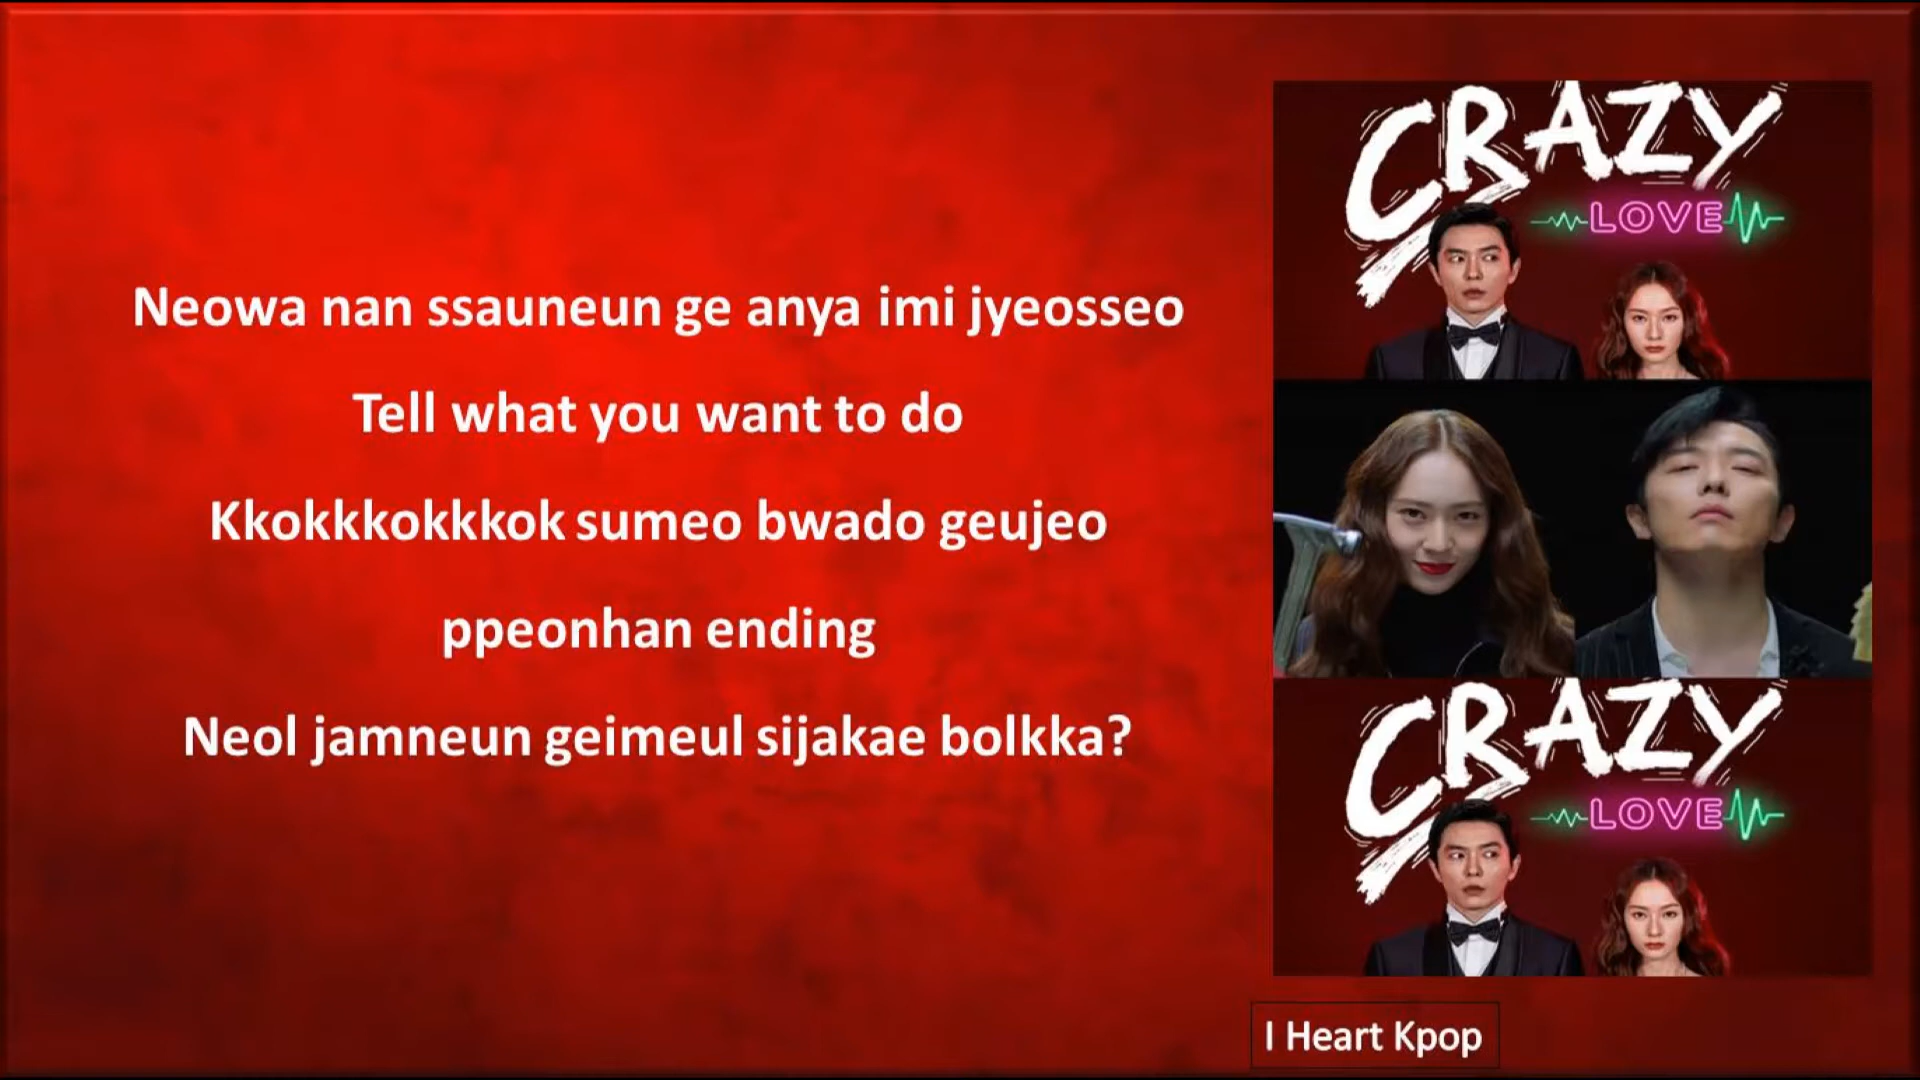 Neowa nan ssauneun ge anya imi jyeosseo
Tell what you want to do
Kkokkkokkkok sumeo bwado geujeo
ppeonhan ending
Neol jamneun geimeul sijakae bolkka?
CRAZY
LOVE
CRAZY
LOVE
I Heart Kpop